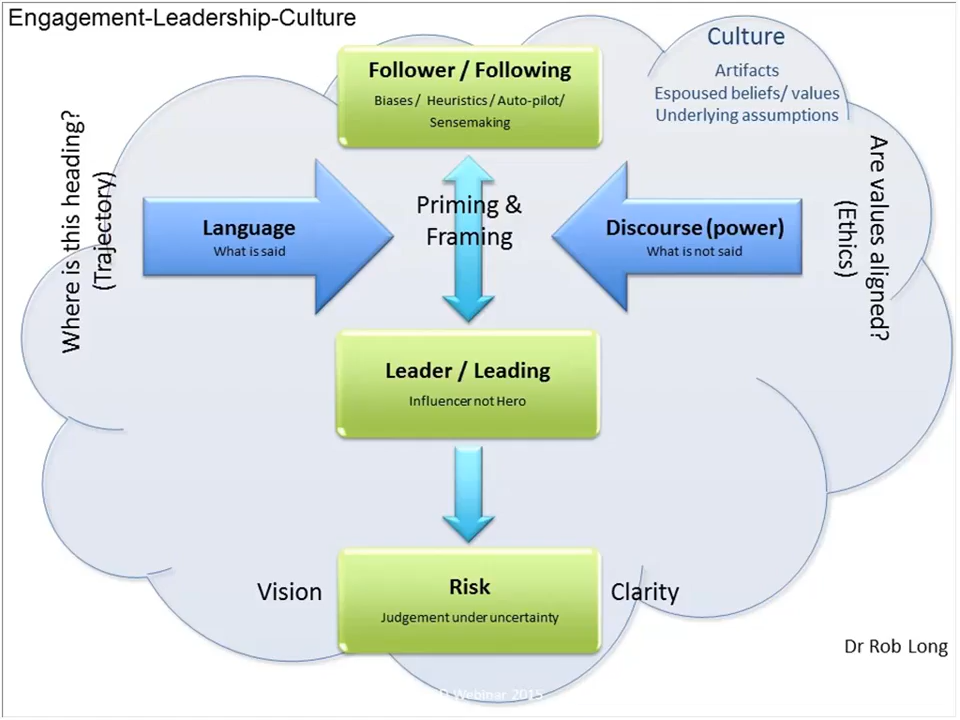 Engagement-Leadership-Culture
Culture
Artifacts
Espoused beliefs/ values
Underlying assumptions
Follower / Following
Biases / Heuristics / Auto-pilot/
Sensemaking
Where is this heading?
(Trajectory)
Language
What is said
Priming &
Framing
Discourse (power)
What is not said
Are values aligned?
(Ethics)
Leader / Leading
Influencer not Hero
Vision
Risk
Judgement under uncertainty
Clarity
Dr Rob Long
Webinar 2015